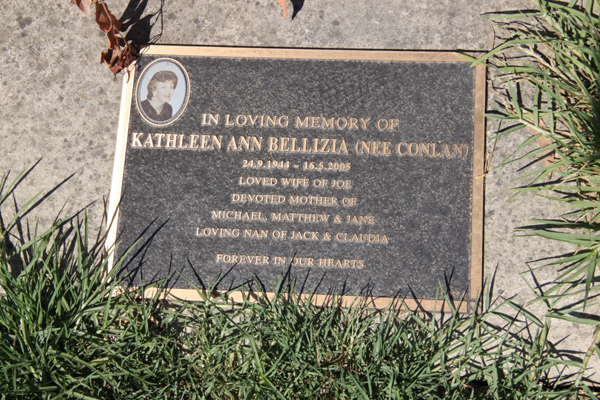 IN LOVING MEMORY OF
KATHLEEN ANN BELLIZIA (NEE CONLAN)
24.9.1944 - 16.5.2005
LOVED WIFE OF JOE
DEVOTED MOTHER OF
MICHAEL, MATTHEW & JANE
LOVING NAN OF JACK & CLAUDIA
FOREVER IN OUR HEARTS